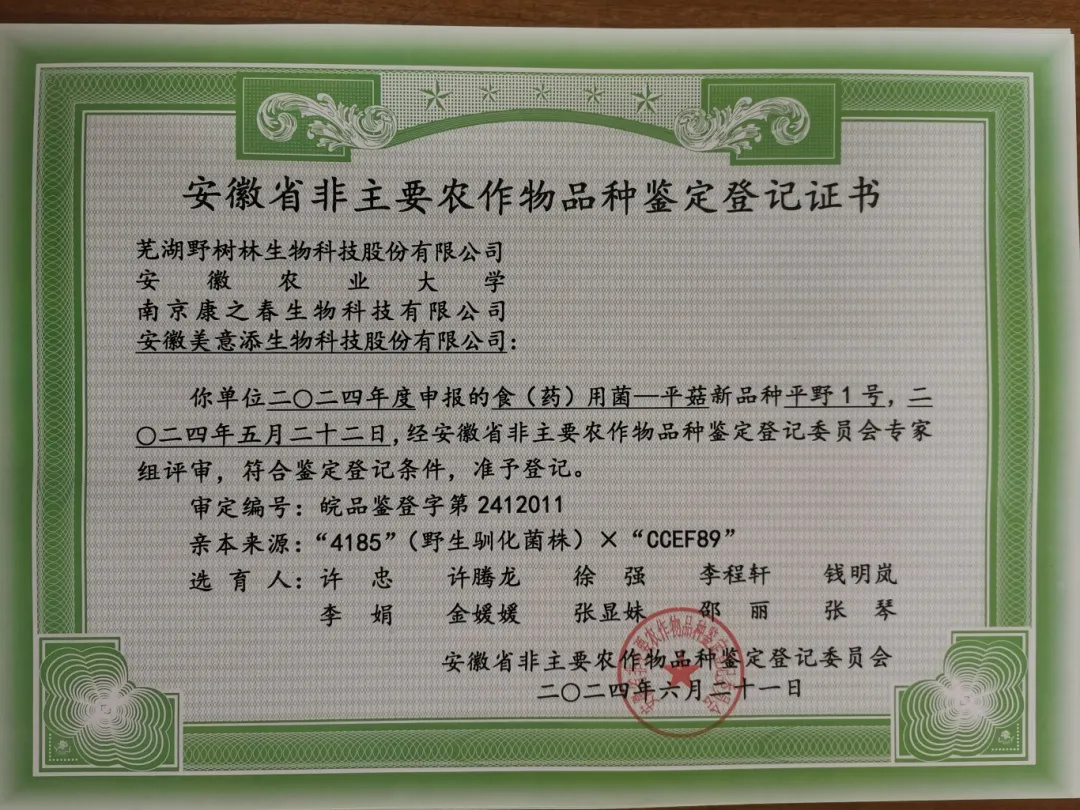 安徽省非主要农作物品种鉴定登记证书
芜湖野树林生物科技股份有限公司
安徽农业大学
南京康之春生物科技有限公司
安徽美意添生物科技股份有限公司：
你单位二〇二四年度申报的食（药）用菌—平菇新品种平野1号，二
〇二四年五月二十二日，经安徽省非主要农作物品种鉴定登记委员会专家
组评审，符合鉴定登记条件，准予登记。
审定编号：皖品鉴登字第2412011
亲本来源：“4185”（野生驯化菌株）×“CCEF89”
选育人：许忠 许腾龙 徐强 李程轩 钱明岚
李娟 金媛媛 张显妹 邵丽 张琴
安徽省非主要农作物品种鉴定登记委员会
二〇二四年六月二十一日